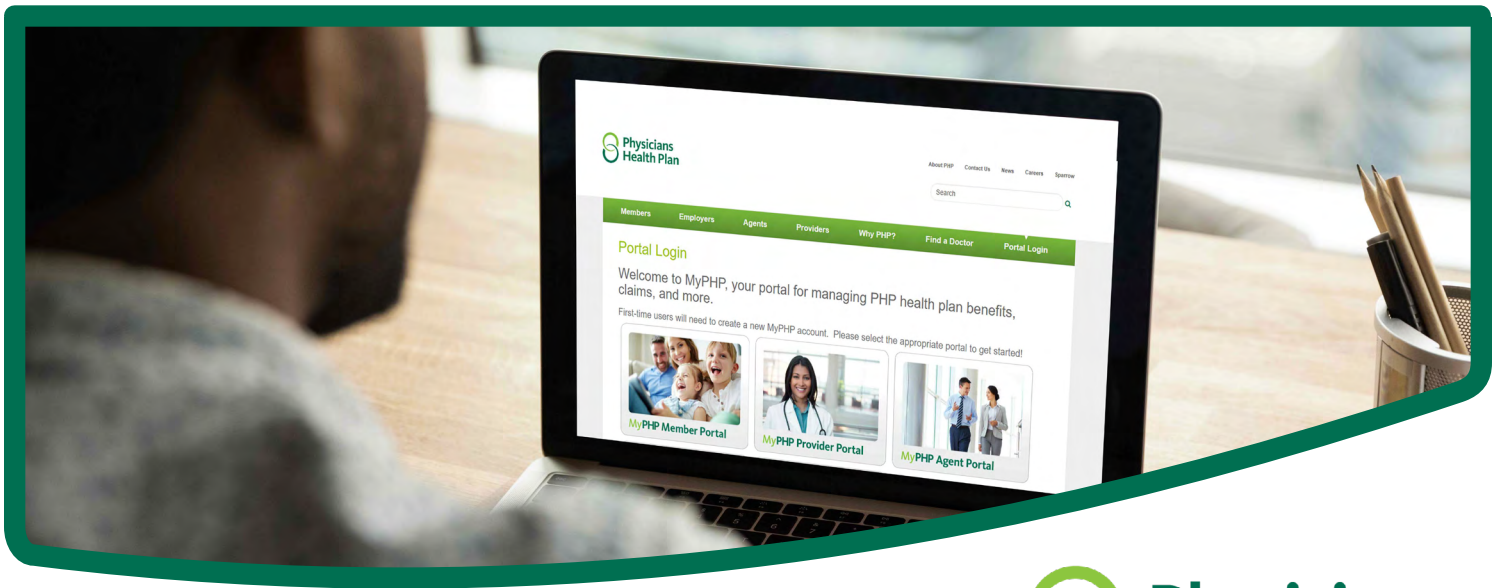 Physicians
Health Plan
About PHP Contact Us News Careers Sparrow
Search
Members Employers Agents Providers Why PHP? Find a Doctor Portal Login
Portal Login
Welcome to MyPHP, your portal for managing PHP health plan benefits,
claims, and more.
First-time users will need to create a new MyPHP account. Please select the appropriate portal to get started!
MyPHP Member Portal MyPHP Provider Portal MyPHP Agent Portal
5 6 7